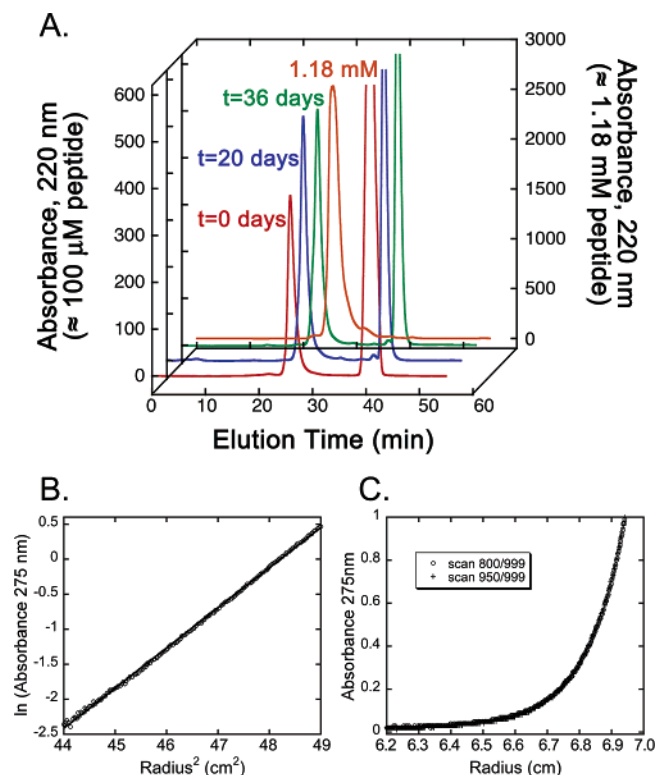 A.
Absorbance, 220 nm
(≈ 100 µM peptide)
600
500
400
300
200
100
0
0
10
20
30
40
50
60
Elution Time (min)
t=0 days
t=20 days
t=36 days
1.18 mM
3000
2500
2000
1500
1000
500
0
Absorbance, 220 nm
(≈ 1.18 mM peptide)
B.
ln (Absorbance 275 nm)
0.5
0
-0.5
-1
-1.5
-2
-2.5
44
45
46
47
48
49
Radius² (cm²)
C.
Absorbance 275nm
1
0.8
0.6
0.4
0.2
0
scan 800/999
scan 950/999
6.2
6.3
6.4
6.5
6.6
6.7
6.8
6.9
7.0
Radius (cm)